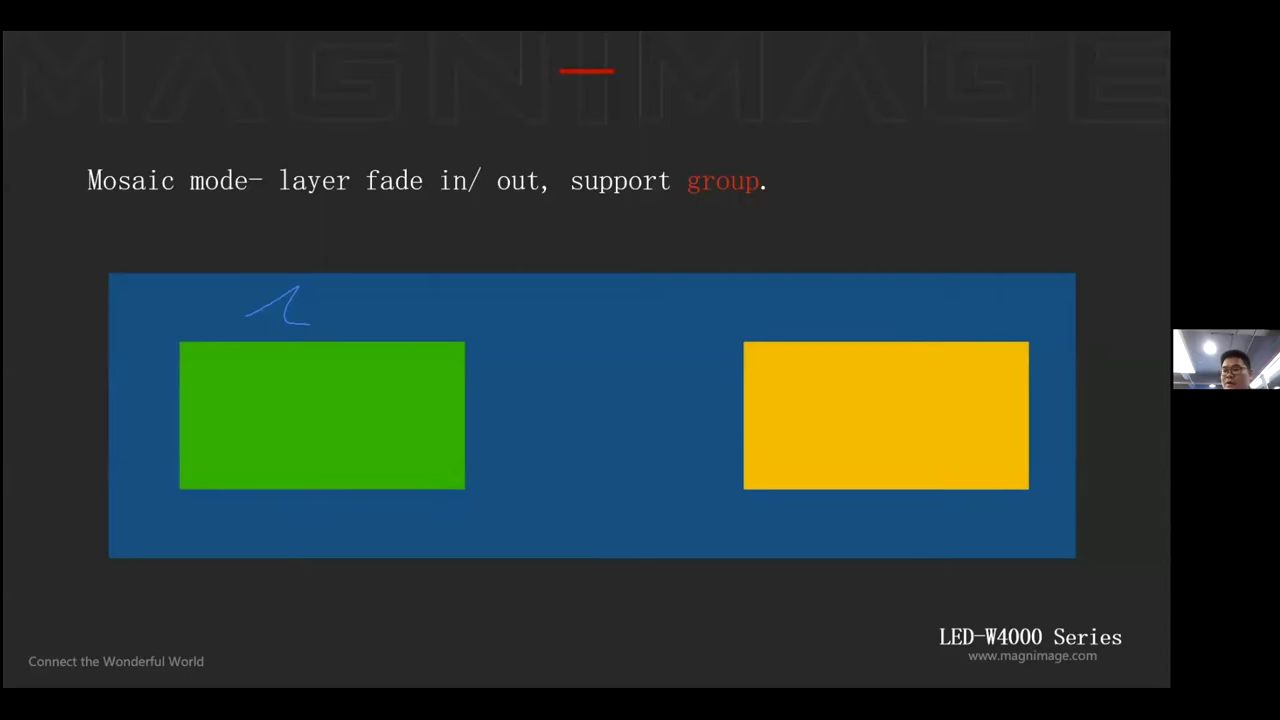 MAGNIMAGE
Mosaic mode- layer fade in/ out, support group.
LED-W4000 Series
www.magnimage.com
Connect the Wonderful World